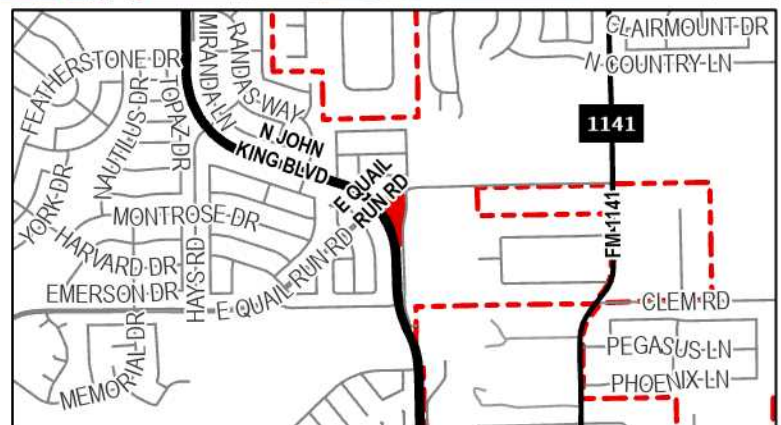 CLAIRMOUNT DR
N COUNTRY LN
FEATHERSTONE DR
MIRANDA LN
RANDAS WAY
TOPAZ DR
NAUTILUS DR
1141
N JOHN
KING BLVD
E QUAIL
RUN RD
YORK DR
MONTROSE DR
HARVARD DR
HAYS RD
EMERSON DR
E QUAIL RUN RD
FM 1141
CLEM RD
MEMORIAL DR
PEGASUS LN
PHOENIX LN